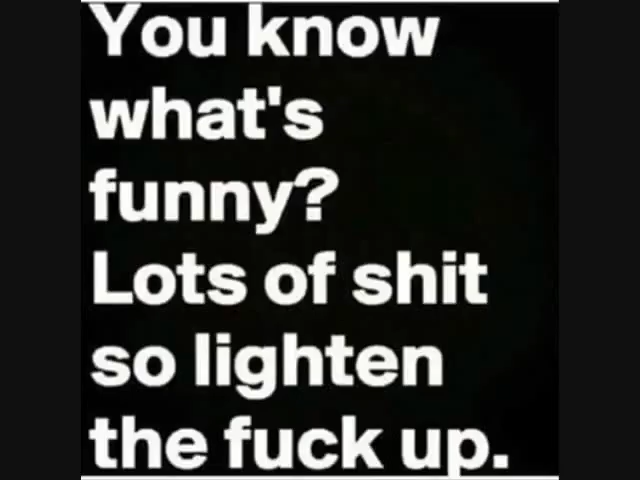 You know
what's
funny?
Lots of shit
so lighten
the fuck up.